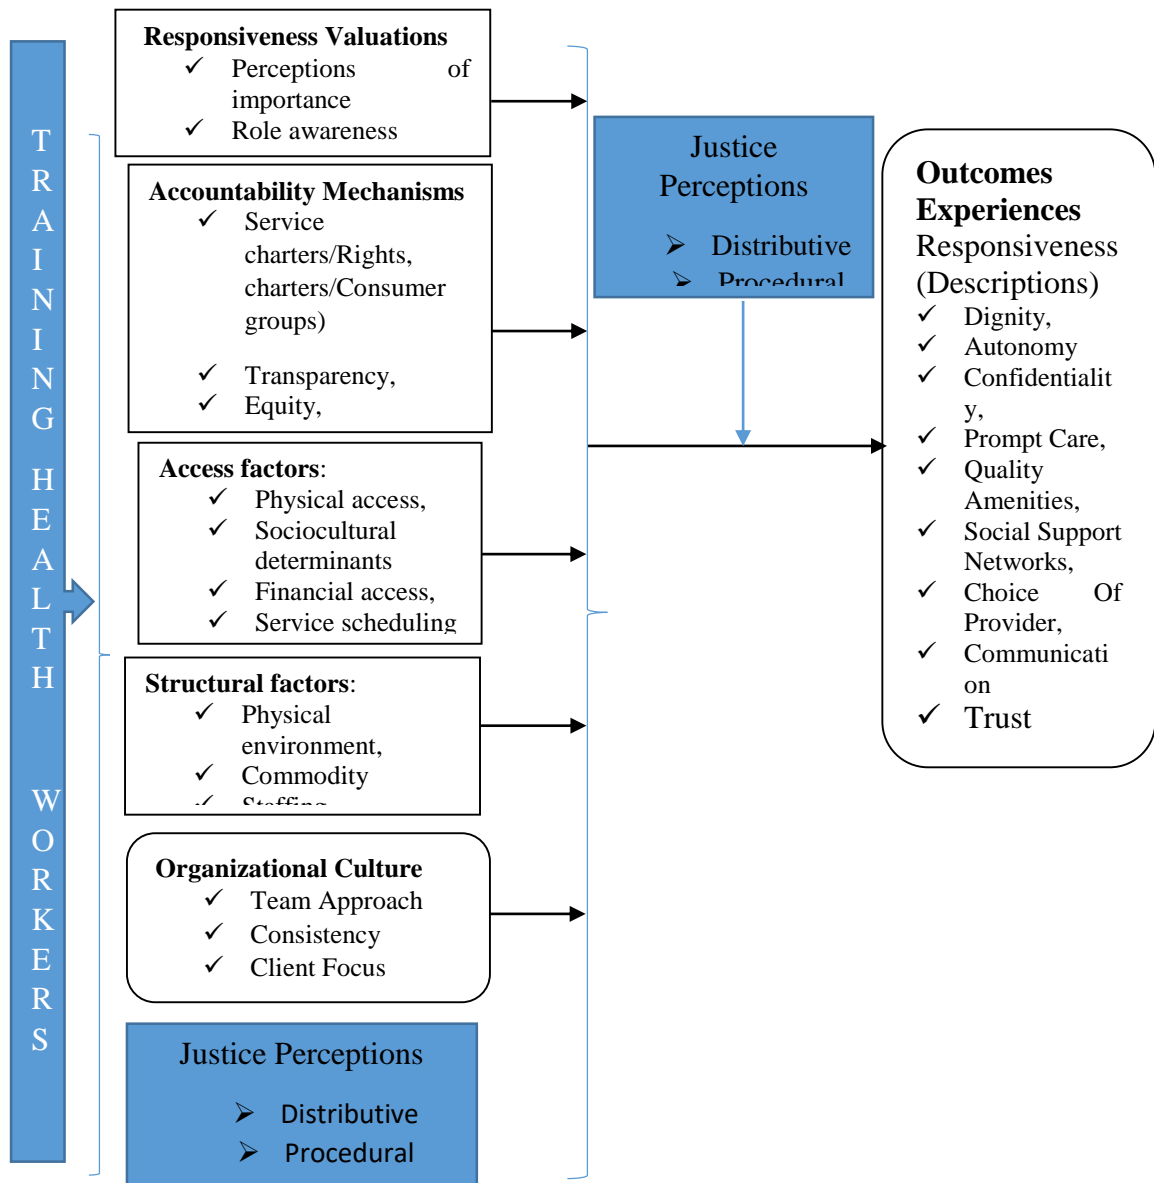 TRAINING HEALTH WORKERS
Responsiveness Valuations
✓ Perceptions of
importance
✓ Role awareness
Accountability Mechanisms
✓ Service
charters/Rights,
charters/Consumer
groups)
✓ Transparency,
✓ Equity,
Access factors:
✓ Physical access,
✓ Sociocultural
determinants
✓ Financial access,
✓ Service scheduling
Structural factors:
✓ Physical
environment,
✓ Commodity
✓ Staffing
Organizational Culture
✓ Team Approach
✓ Consistency
✓ Client Focus
Justice Perceptions
➢ Distributive
➢ Procedural
Justice
Perceptions
➢ Distributive
➢ Procedural
Outcomes
Experiences
Responsiveness
(Descriptions)
✓ Dignity,
✓ Autonomy
✓ Confidentialit
y,
✓ Prompt Care,
✓ Quality
Amenities,
✓ Social Support
Networks,
✓ Choice Of
Provider,
✓ Communicati
on
✓ Trust